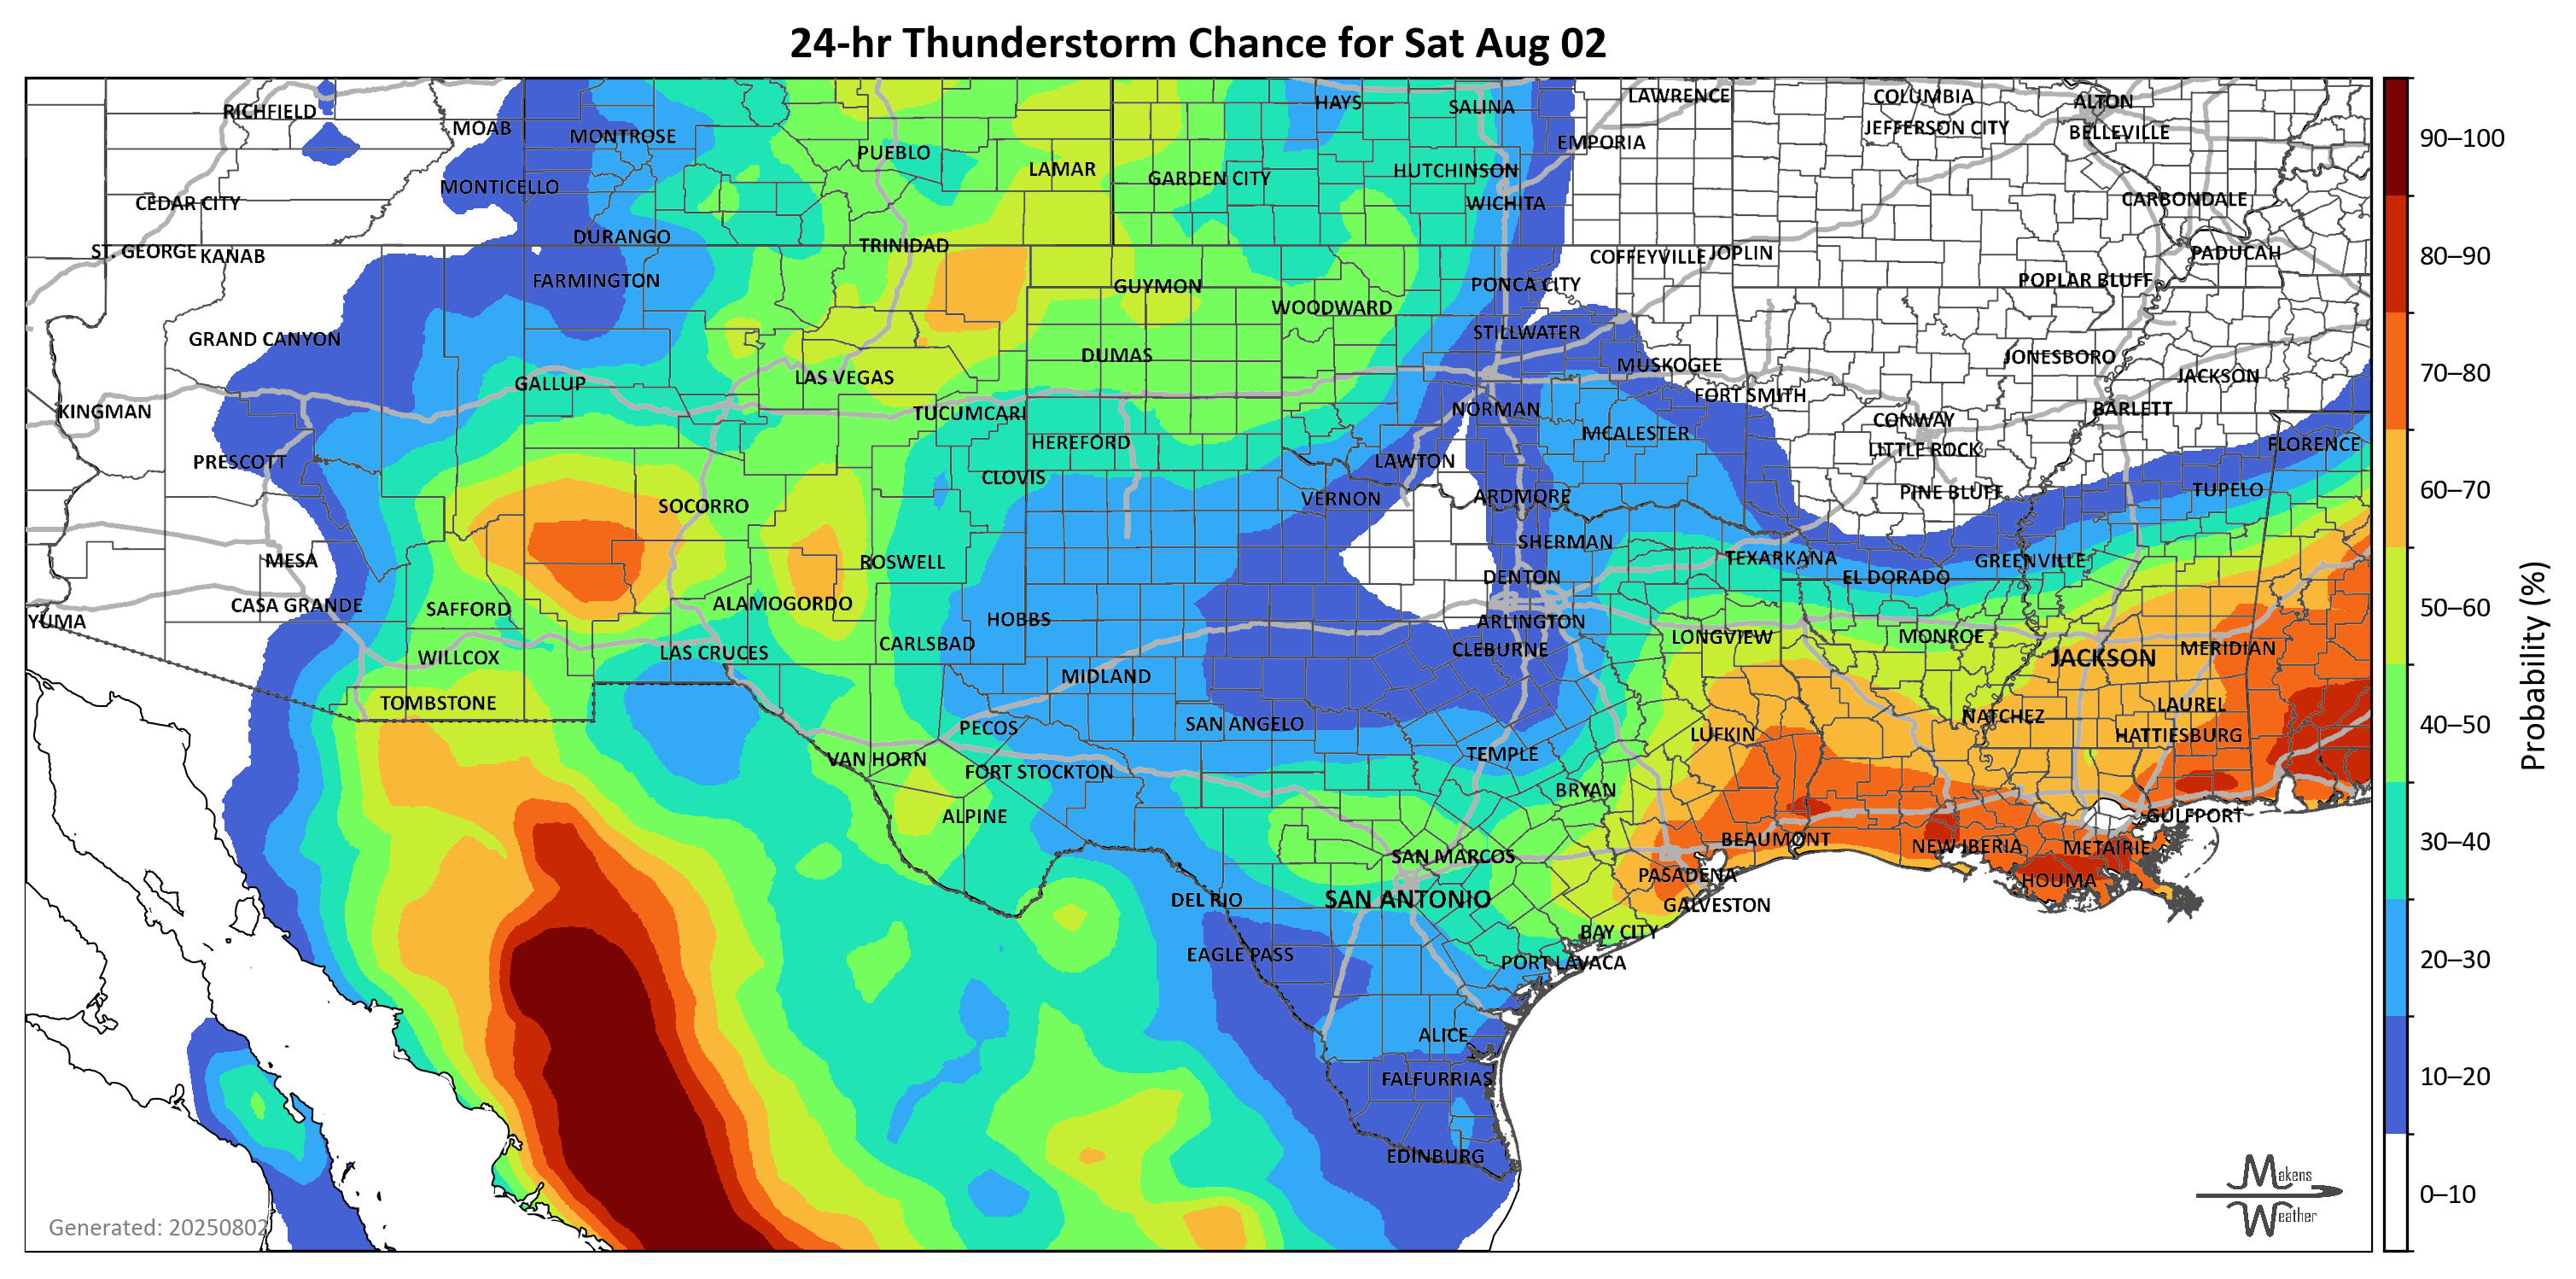 24-hr Thunderstorm Chance for Sat Aug 02
RICHFIELD
MOAB
MONTROSE
PUEBLO
LAMAR
HAYS
SALINA
LAWRENCE
COLUMBIA
ALTON
EMPORIA
JEFFERSON CITY
BELLEVILLE
GARDEN CITY
HUTCHINSON
MONTICELLO
CEDAR CITY
WICHITA
CARBONDALE
DURANGO
TRINIDAD
ST. GEORGE
KANAB
COFFEYVILLE
JOPLIN
PADUCAH
FARMINGTON
GUYMON
PONCA CITY
POPLAR BLUFF
WOODWARD
GRAND CANYON
STILLWATER
DUMAS
MUSKOGEE
JONESBORO
GALLUP
LAS VEGAS
JACKSON
FORT SMITH
KINGMAN
TUCUMCARI
NORMAN
BARLETT
CONWAY
HEREFORD
MCALESTER
FLORENCE
LITTLE ROCK
PRESCOTT
CLOVIS
LAWTON
SOCORRO
VERNON
ARDMORE
PINE BLUFF
TUPELO
MESA
ROSWELL
SHERMAN
TEXARKANA
GREENVILLE
DENTON
EL DORADO
CASA GRANDE
SAFFORD
ALAMOGORDO
YUMA
HOBBS
ARLINGTON
LONGVIEW
MONROE
WILLCOX
LAS CRUCES
CARLSBAD
CLEBURNE
JACKSON
MERIDIAN
MIDLAND
TOMBSTONE
PECOS
SAN ANGELO
NATCHEZ
LAUREL
LUFKIN
HATTIESBURG
VAN HORN
FORT STOCKTON
TEMPLE
BRYAN
ALPINE
GULFPORT
SAN MARCOS
BEAUMONT
NEW IBERIA
METAIRIE
PASADENA
HOUMA
DEL RIO
SAN ANTONIO
GALVESTON
BAY CITY
EAGLE PASS
PORT LAVACA
ALICE
FALFURRIAS
EDINBURG
Generated: 20250802
Makens
Weather
90–100
80–90
70–80
60–70
50–60
40–50
30–40
20–30
10–20
0–10
Probability (%)